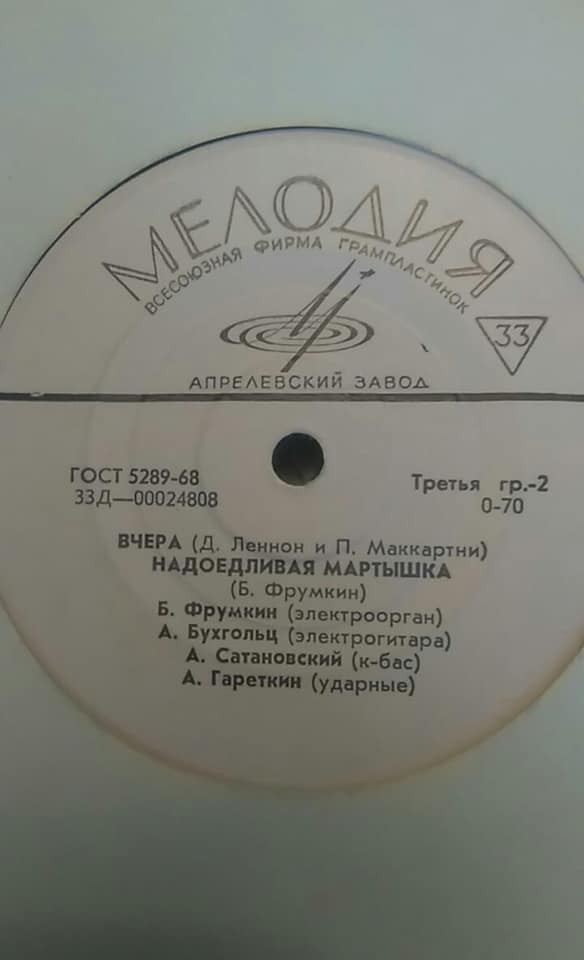 МЕЛОДИЯ
ВСЕСОЮЗНАЯ ФИРМА ГРАМПЛАСТИНОК
33
АПРЕЛЕВСКИЙ ЗАВОД
ГОСТ 5289-68
33Д—00024808
Третья гр.-2
0-70
ВЧЕРА (Д. Леннон и П. Маккартни)
НАДОЕДЛИВАЯ МАРТЫШКА
(Б. Фрумкин)
Б. Фрумкин (электроорган)
А. Бухгольц (электрогитара)
А. Сатановский (к-бас)
А. Гареткин (ударные)